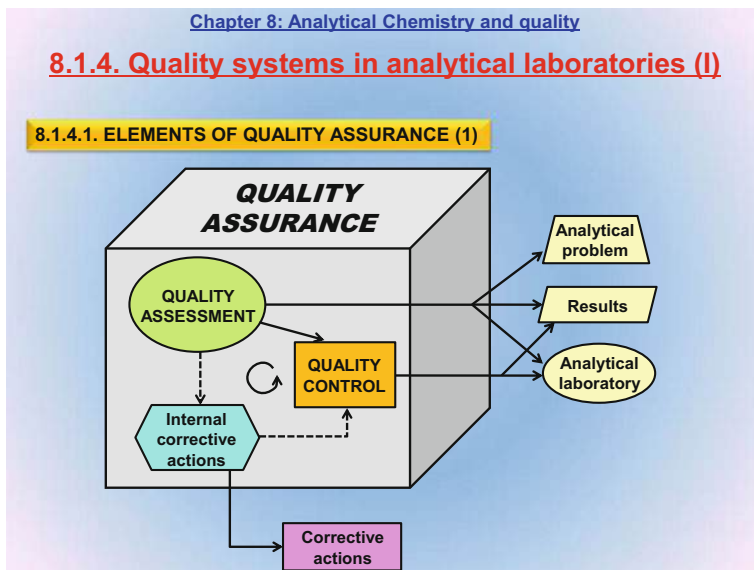 Chapter 8: Analytical Chemistry and quality
8.1.4. Quality systems in analytical laboratories (I)
8.1.4.1. ELEMENTS OF QUALITY ASSURANCE (1)
QUALITY
ASSURANCE
Analytical
problem
QUALITY
ASSESSMENT
Results
QUALITY
CONTROL
Analytical
laboratory
Internal
corrective
actions
Corrective
actions